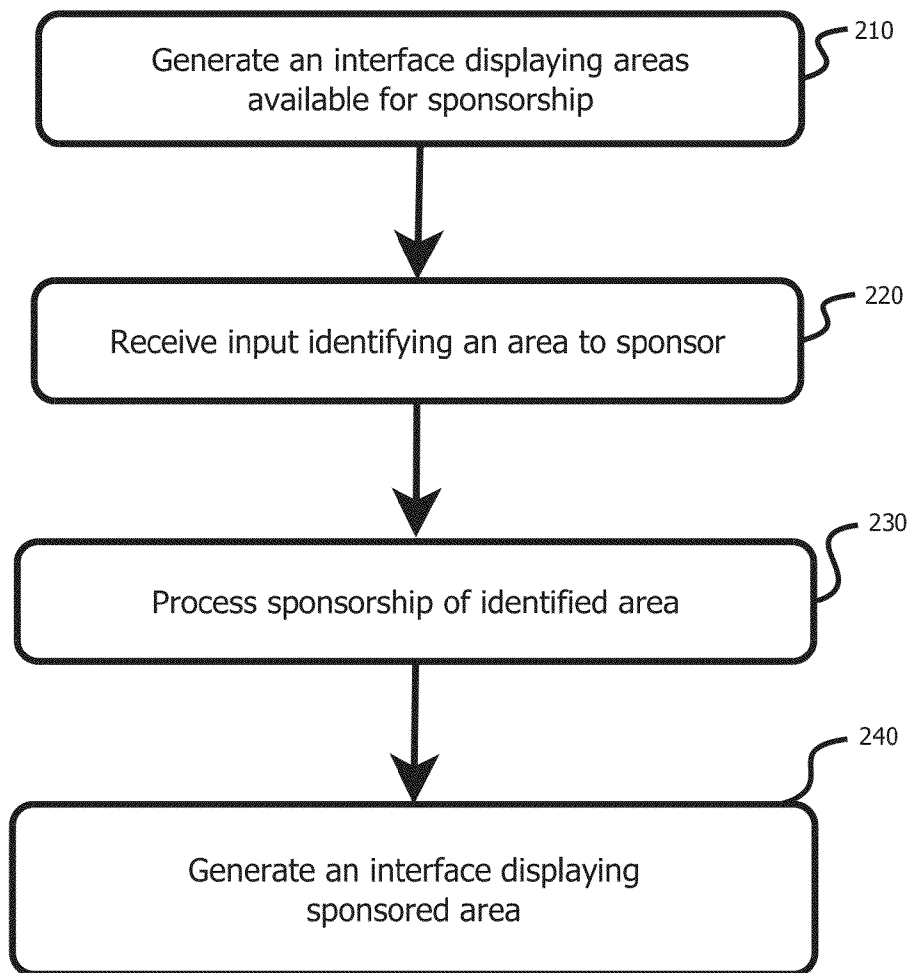 Generate an interface displaying areas
available for sponsorship
210
Receive input identifying an area to sponsor
220
Process sponsorship of identified area
230
Generate an interface displaying
sponsored area
240